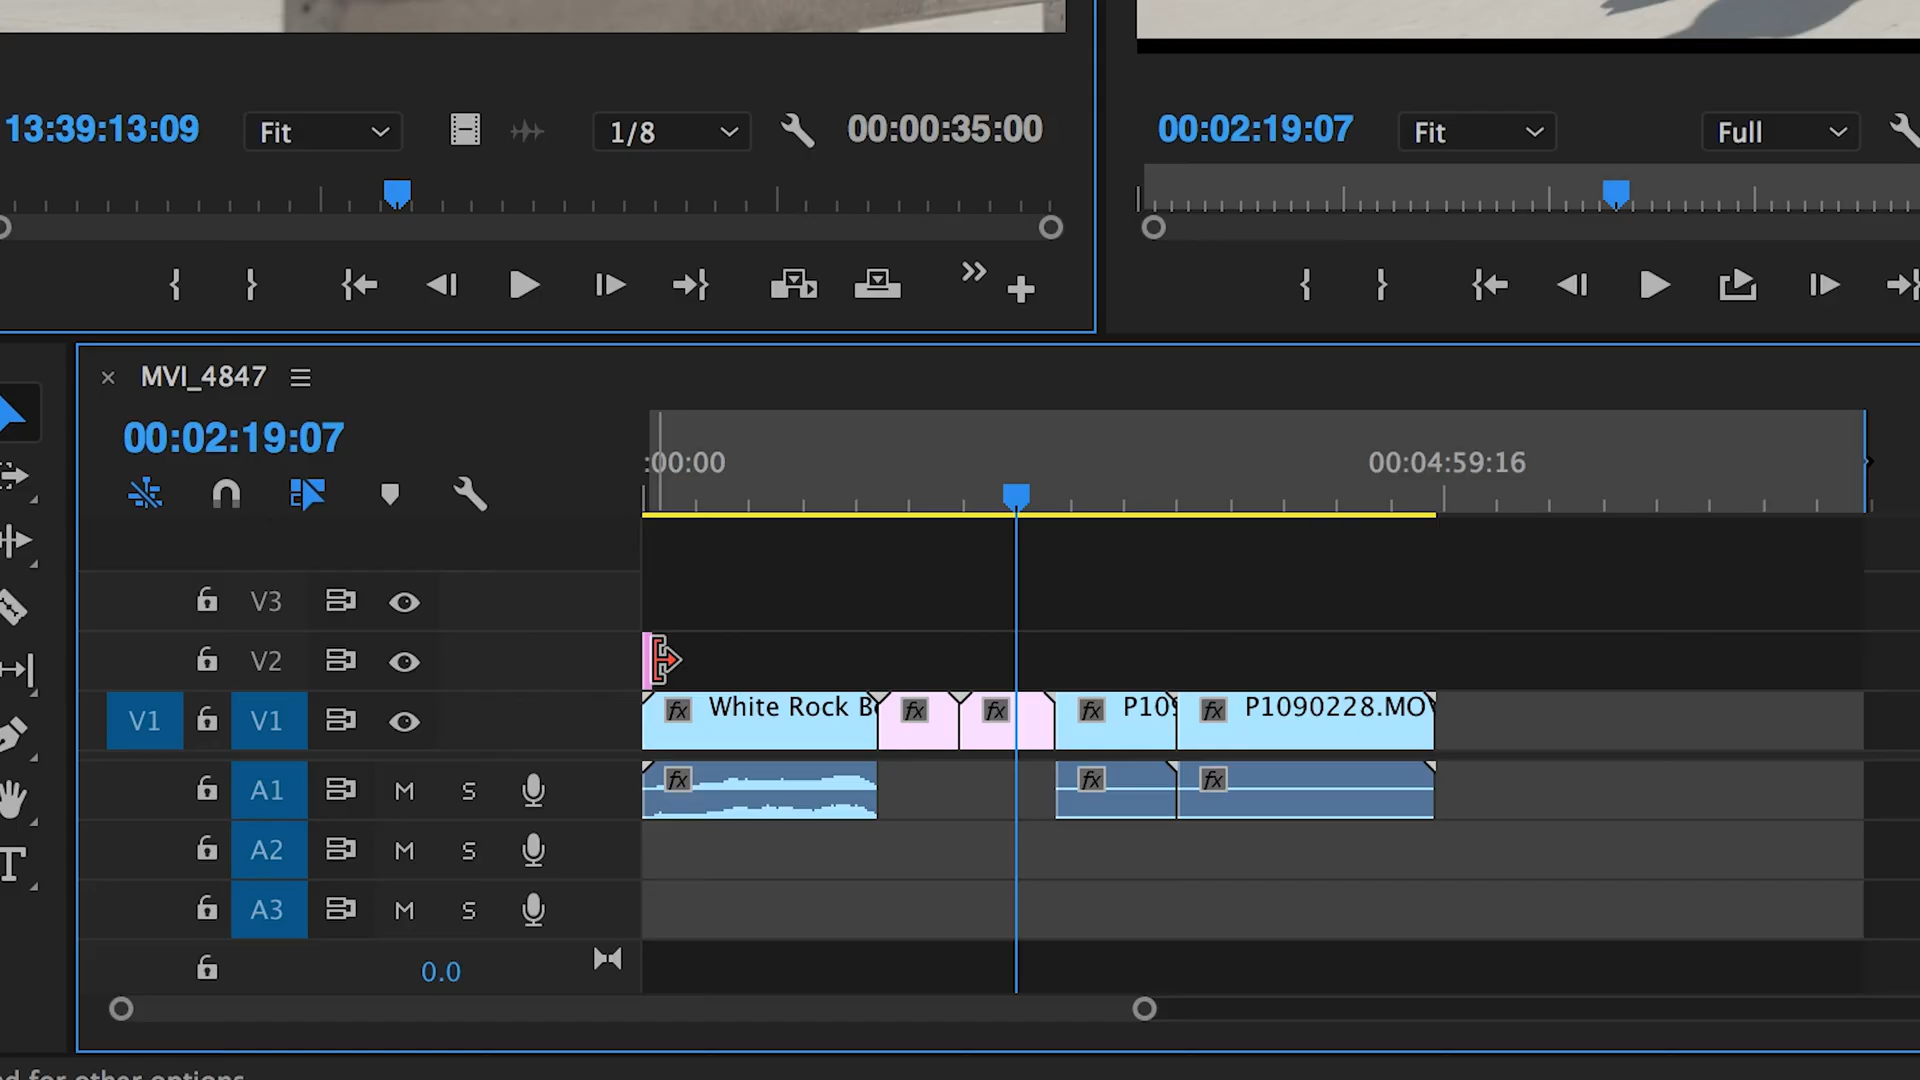 13:39:13:09 Fit 1/8 00:00:35:00
00:02:19:07 Fit Full
MVI_4847
00:02:19:07
:00:00 00:04:59:16
V3
V2
V1 V1 fx White Rock B fx fx fx P109 fx P1090228.MOV
A1 M S fx fx fx
A2 M S
A3 M S
0.0
T
d for other options